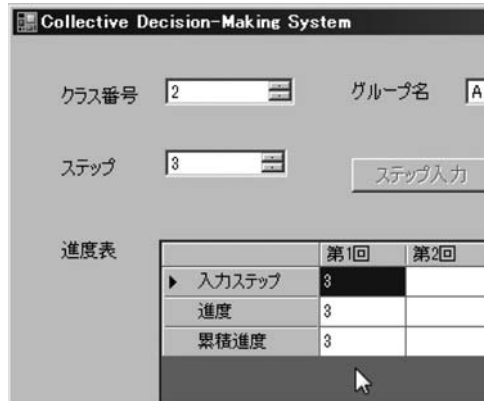 Collective Decision-Making System
クラス番号 2 グループ名 A
ステップ 3 ステップ入力
進度表
第1回 第2回
入力ステップ 3
進度 3
累積進度 3